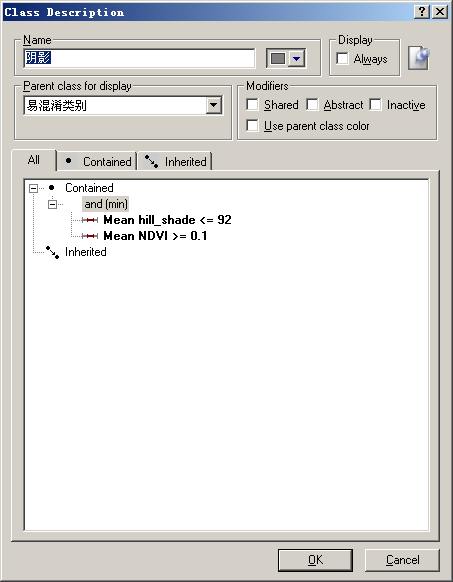 Class Description
Name
阴影
Display
Always
Parent class for display
易混淆类别
Modifiers
Shared Abstract Inactive
Use parent class color
All Contained Inherited
Contained
and (min)
Mean hill_shade <= 92
Mean NDVI >= 0.1
Inherited
OK Cancel